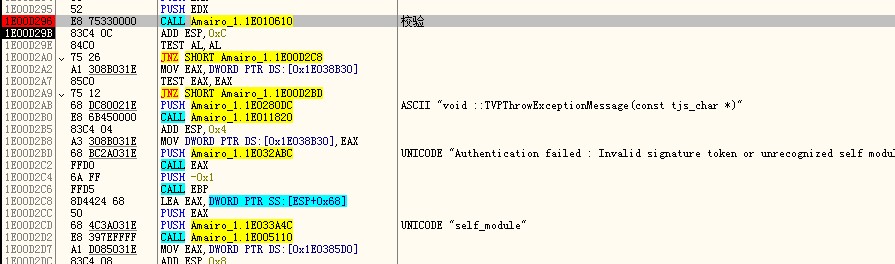 1E00D295 52 PUSH EDX
1E00D296 E8 75330000 CALL Amairo_1.1E010610 校验
1E00D29B 83C4 0C ADD ESP,0xC
1E00D29E 84C0 TEST AL,AL
1E00D2A0 75 26 JNZ SHORT Amairo_1.1E00D2C8
1E00D2A2 A1 308B031E MOV EAX,DWORD PTR DS:[0x1E038B30]
1E00D2A7 85C0 TEST EAX,EAX
1E00D2A9 75 12 JNZ SHORT Amairo_1.1E00D2BD
1E00D2AB 68 DC80021E PUSH Amairo_1.1E0280DC ASCII "void ::TVPThrowExceptionMessage(const tjs_char *)"
1E00D2B0 E8 6B450000 CALL Amairo_1.1E011820
1E00D2B5 83C4 04 ADD ESP,0x4
1E00D2B8 A3 308B031E MOV DWORD PTR DS:[0x1E038B30],EAX
1E00D2BD 68 BC2A031E PUSH Amairo_1.1E032ABC UNICODE "Authentication failed : Invalid signature token or unrecognized self modul
1E00D2C2 FFD0 CALL EAX
1E00D2C4 6A FF PUSH -0x1
1E00D2C6 FFD5 CALL EBP
1E00D2C8 8D4424 68 LEA EAX,DWORD PTR SS:[ESP+0x68]
1E00D2CC 50 PUSH EAX
1E00D2CD 68 4C3A031E PUSH Amairo_1.1E033A4C UNICODE "self_module"
1E00D2D2 E8 397EFFFF CALL Amairo_1.1E005110
1E00D2D7 A1 D085031E MOV EAX,DWORD PTR DS:[0x1E0385D0]
1E00D2DC 83C4 08 ADD ESP,0x8